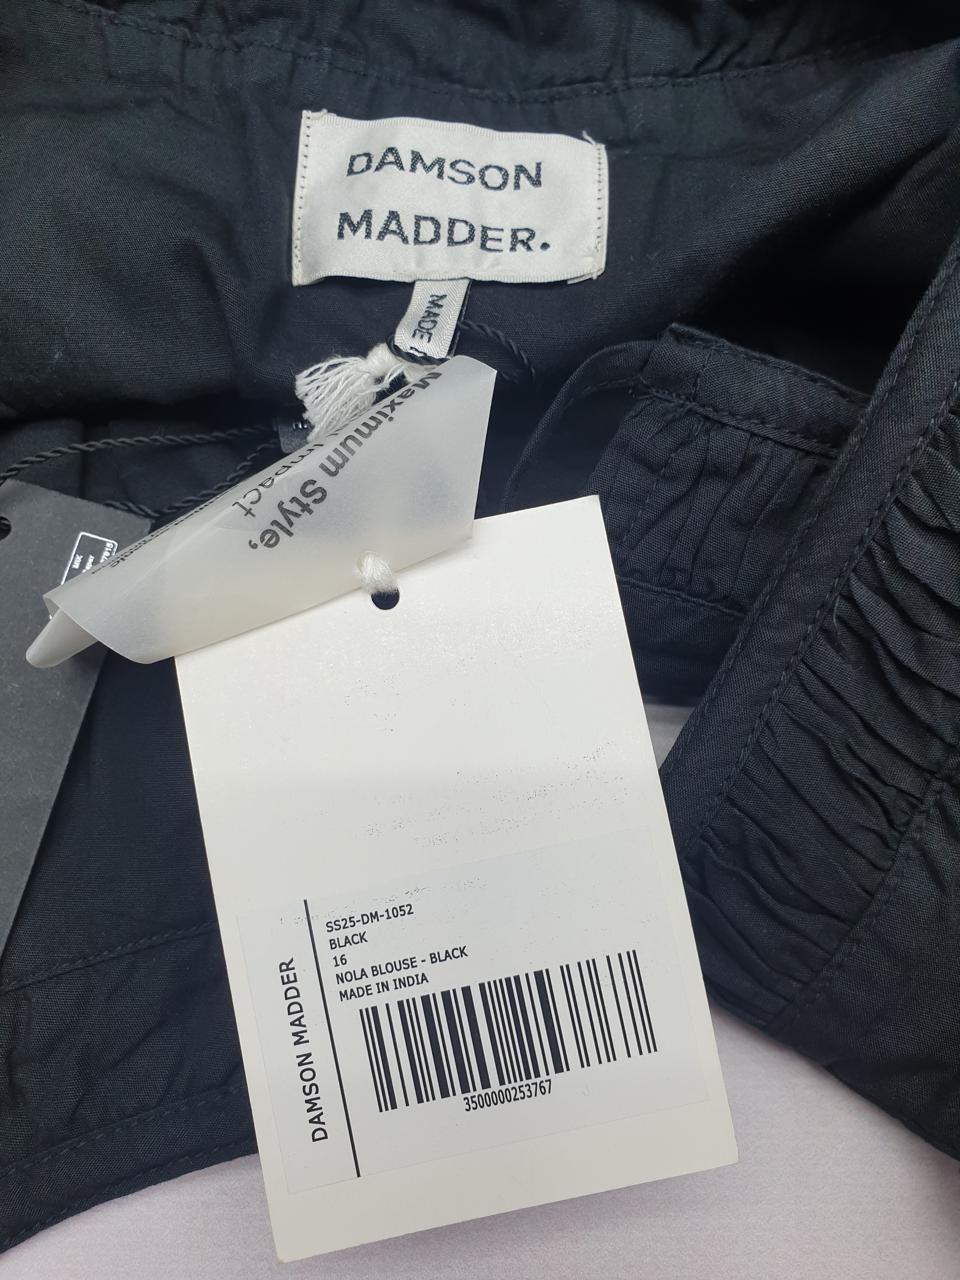 DAMSON
MADDER.
MADE
Maximum Style,
Impact
SS25-DM-1052
BLACK
16
NOLA BLOUSE - BLACK
MADE IN INDIA
DAMSON MADDER
3500000253767